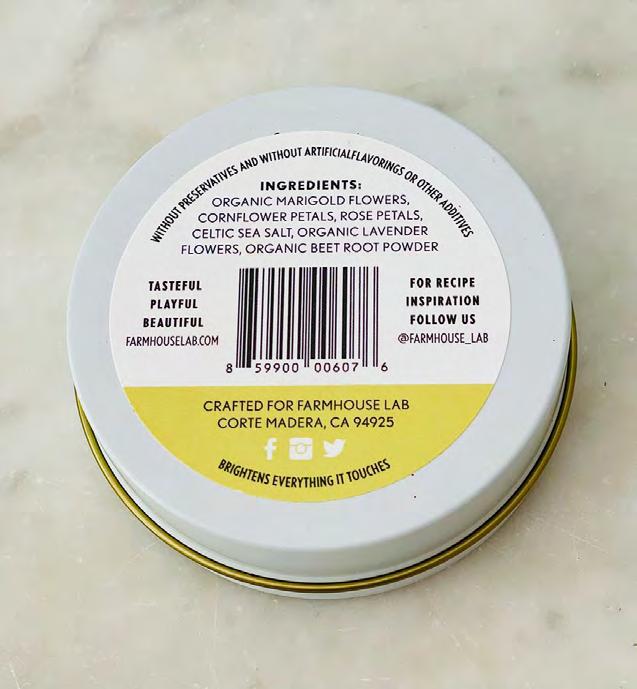 WITHOUT PRESERVATIVES AND WITHOUT ARTIFICIALFLAVORINGS OR OTHER ADDITIVES
INGREDIENTS:
ORGANIC MARIGOLD FLOWERS,
CORNFLOWER PETALS, ROSE PETALS,
CELTIC SEA SALT, ORGANIC LAVENDER
FLOWERS, ORGANIC BEET ROOT POWDER
TASTEFUL
PLAYFUL
BEAUTIFUL
FARMHOUSELAB.COM
8 59900 00607 6
FOR RECIPE
INSPIRATION
FOLLOW US
@FARMHOUSE_LAB
CRAFTED FOR FARMHOUSE LAB
CORTE MADERA, CA 94925
BRIGHTENS EVERYTHING IT TOUCHES